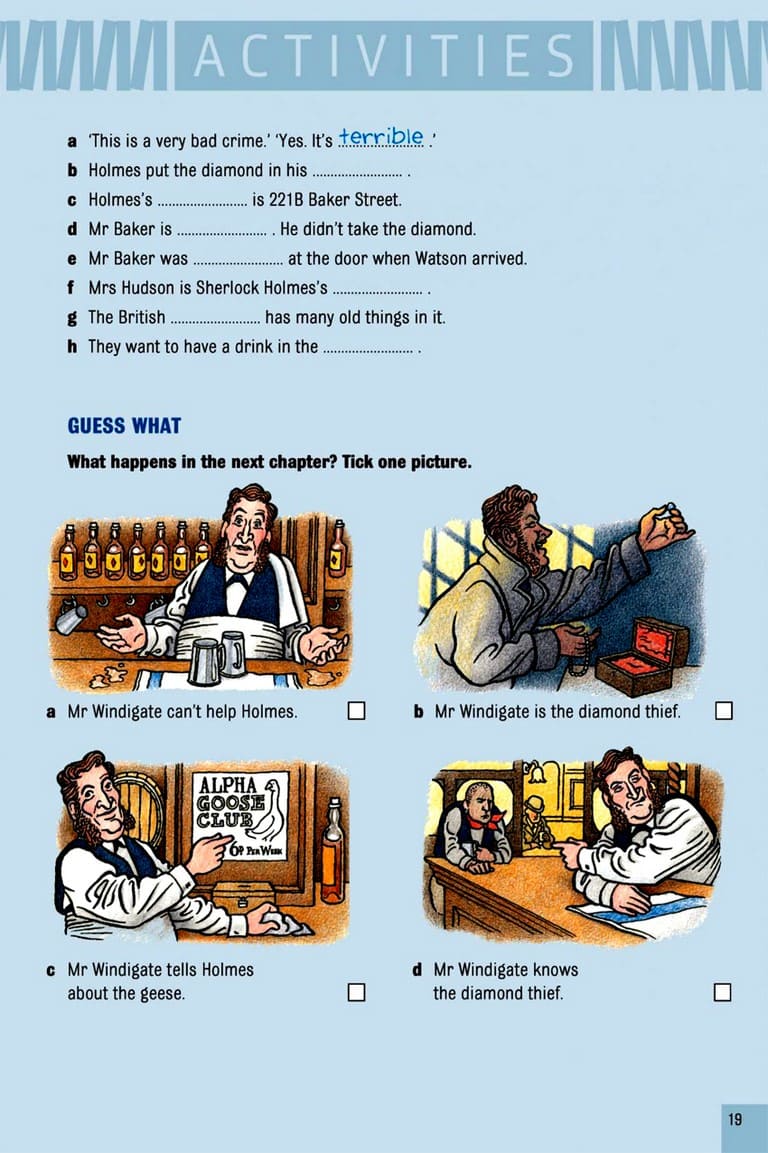 ACTIVITIES
a 'This is a very bad crime.' 'Yes. It's terrible .'
b Holmes put the diamond in his ......................... .
c Holmes's ......................... is 221B Baker Street.
d Mr Baker is ......................... . He didn't take the diamond.
e Mr Baker was ......................... at the door when Watson arrived.
f Mrs Hudson is Sherlock Holmes's ......................... .
g The British ......................... has many old things in it.
h They want to have a drink in the ......................... .
GUESS WHAT
What happens in the next chapter? Tick one picture.
a Mr Windigate can't help Holmes.
b Mr Windigate is the diamond thief.
ALPHA
GOOSE
CLUB
6P PER WEEK
c Mr Windigate tells Holmes
about the geese.
d Mr Windigate knows
the diamond thief.
19